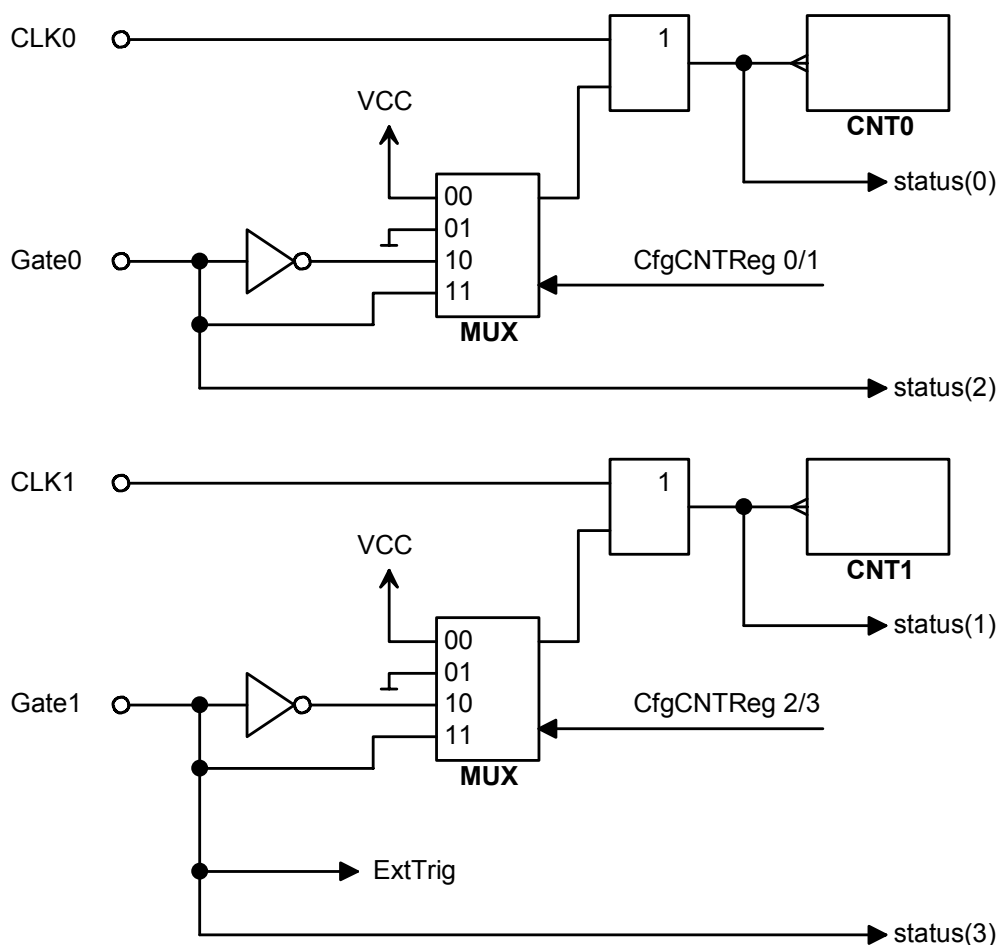 CLK0
1
VCC
CNT0
00
status(0)
01
Gate0
10
CfgCNTReg 0/1
11
MUX
status(2)
CLK1
1
VCC
CNT1
00
status(1)
01
Gate1
10
CfgCNTReg 2/3
11
MUX
ExtTrig
status(3)